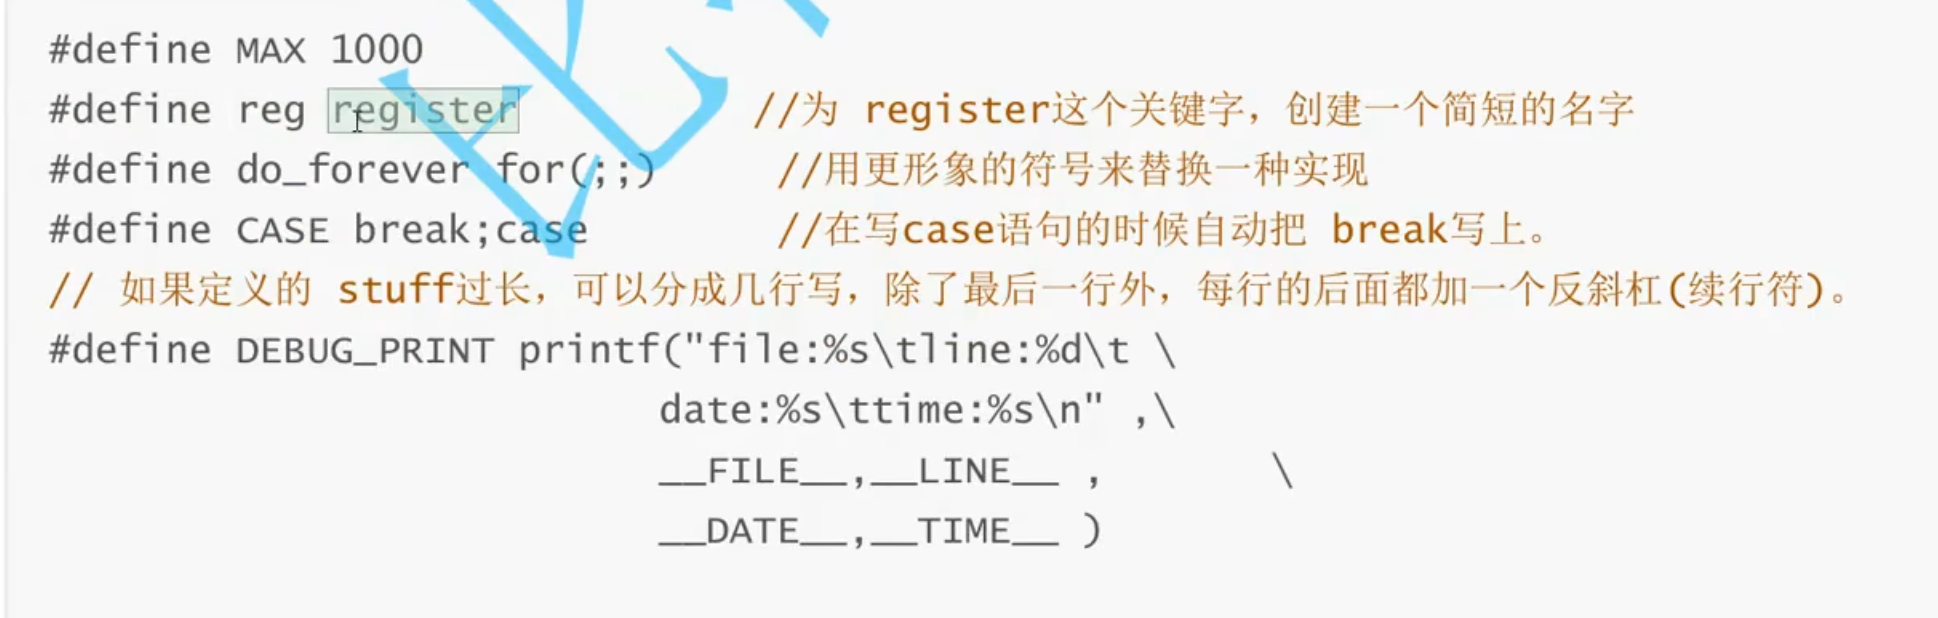 #define MAX 1000
#define reg register //为 register这个关键字，创建一个简短的名字
#define do_forever for(;;) //用更形象的符号来替换一种实现
#define CASE break;case //在写case语句的时候自动把 break写上。
// 如果定义的 stuff过长，可以分成几行写，除了最后一行外，每行的后面都加一个反斜杠(续行符)。
#define DEBUG_PRINT printf("file:%s\tline:%d\t \
date:%s\ttime:%s\n" ,\
__FILE__,__LINE__ , \
__DATE__,__TIME__ )